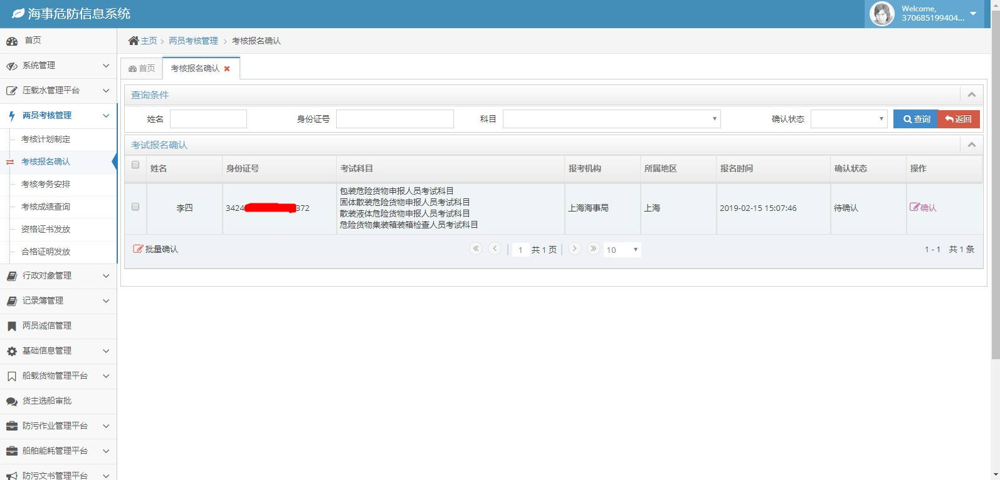 海事危防信息系统
Welcome,
370685199404...
首页
系统管理
压载水管理平台
两员考核管理
考核计划制定
考核报名确认
考核考务安排
考核成绩查询
资格证书发放
合格证明发放
行政对象管理
记录簿管理
两员诚信管理
基础信息管理
船载货物管理平台
货主选船审批
防污作业管理平台
船舶能耗管理平台
防污文书管理平台
主页 > 两员考核管理 > 考核报名确认
首页 考核报名确认
查询条件
姓名 身份证号 科目 确认状态 查询 返回
考试报名确认
姓名 身份证号 考试科目 报考机构 所属地区 报名时间 确认状态 操作
李四 3424 372
包装危险货物申报人员考试科目
固体散装危险货物申报人员考试科目
散装液体危险货物申报人员考试科目
危险货物集装箱装箱检查人员考试科目
上海海事局 上海 2019-02-15 15:07:46 待确认 确认
批量确认 1 共 1 页 10 1 - 1 共 1 条